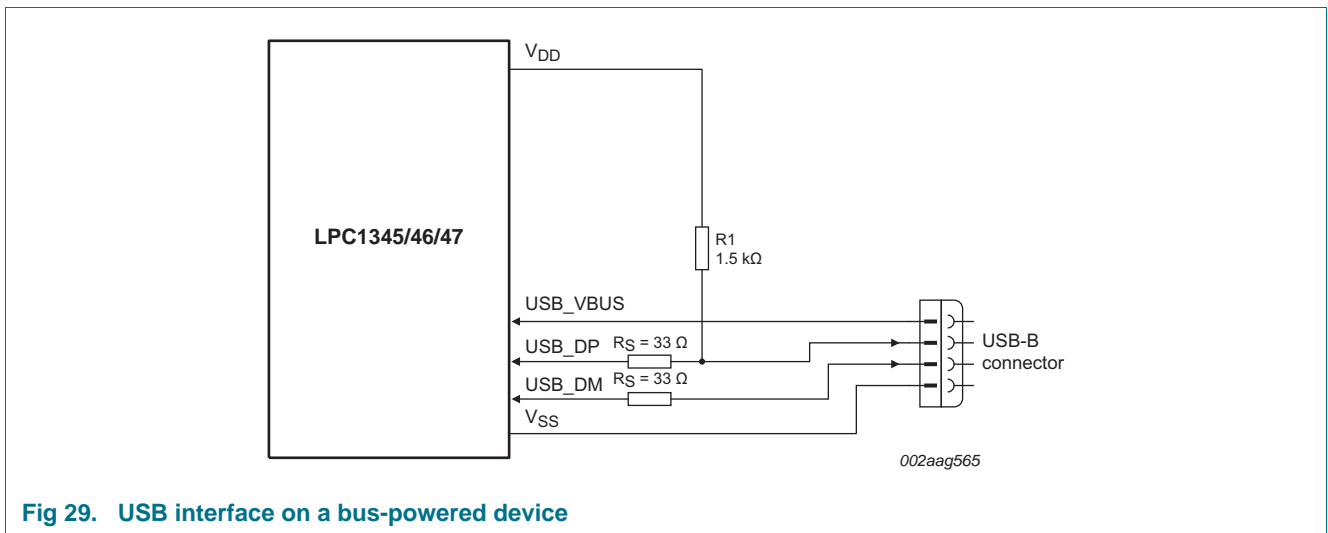 V_DD
LPC1345/46/47
R1
1.5 kΩ
USB_VBUS
USB_DP R_S = 33 Ω
USB_DM R_S = 33 Ω
V_SS
USB-B
connector
002aag565
Fig 29. USB interface on a bus-powered device